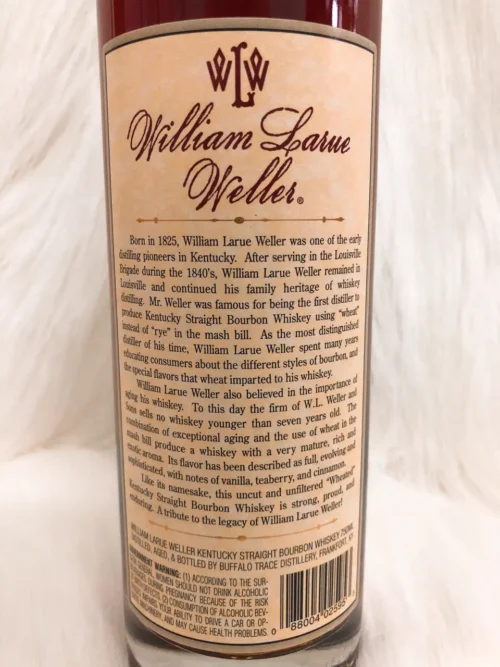 WLW
William Larue
Weller®
Born in 1825, William Larue Weller was one of the early
distilling pioneers in Kentucky. After serving in the Louisville
Brigade during the 1840's, William Larue Weller remained in
Louisville and continued his family heritage of whiskey
distilling. Mr. Weller was famous for being the first distiller to
produce Kentucky Straight Bourbon Whiskey using "wheat"
instead of "rye" in the mash bill. As the most distinguished
distiller of his time, William Larue Weller spent many years
educating consumers about the different styles of bourbon, and
the special flavors that wheat imparted to his whiskey.
William Larue Weller also believed in the importance of
aging his whiskey. To this day the firm of W.L. Weller and
Sons sells no whiskey younger than seven years old. The
combination of exceptional aging and the use of wheat in the
mash bill produce a whiskey with a very mature, rich and
exotic aroma. Its flavor has been described as full, evolving and
sophisticated, with notes of vanilla, teaberry, and cinnamon.
Like its namesake, this uncut and unfiltered "Wheated"
Kentucky Straight Bourbon Whiskey is strong, proud, and
enduring. A tribute to the legacy of William Larue Weller!
WILLIAM LARUE WELLER KENTUCKY STRAIGHT BOURBON WHISKEY 750ML
DISTILLED, AGED, & BOTTLED BY BUFFALO TRACE DISTILLERY, FRANKFORT, KY
GOVERNMENT WARNING: (1) ACCORDING TO THE SUR-
WOMEN SHOULD NOT DRINK ALCOHOLIC
DURING PREGNANCY BECAUSE OF THE RISK
(2) CONSUMPTION OF ALCOHOLIC BEV-
YOUR ABILITY TO DRIVE A CAR OR OP-
MACHINERY, AND MAY CAUSE HEALTH PROBLEMS.
0 88004 02595